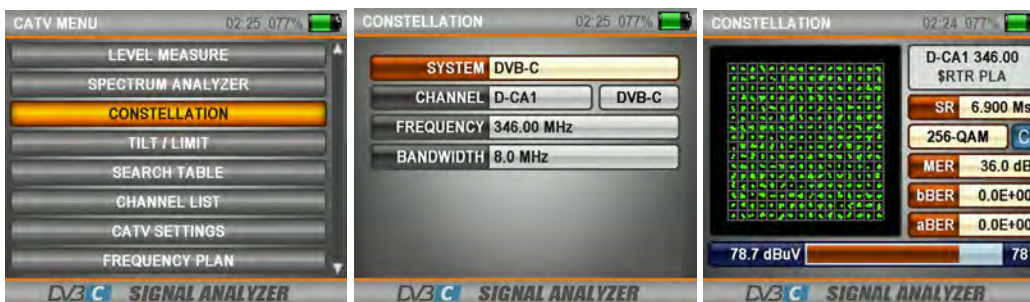 CATV MENU 02:25 077%
LEVEL MEASURE
SPECTRUM ANALYZER
CONSTELLATION
TILT / LIMIT
SEARCH TABLE
CHANNEL LIST
CATV SETTINGS
FREQUENCY PLAN
DVB C SIGNAL ANALYZER
CONSTELLATION 02:25 077%
SYSTEM DVB-C
CHANNEL D-CA1 DVB-C
FREQUENCY 346.00 MHz
BANDWIDTH 8.0 MHz
DVB C SIGNAL ANALYZER
CONSTELLATION 02:24 077%
D-CA1 346.00
$RTR PLA
SR 6.900 Ms
256-QAM C
MER 36.0 dB
bBER 0.0E+00
aBER 0.0E+00
78.7 dBuV 78
DVB C SIGNAL ANALYZER